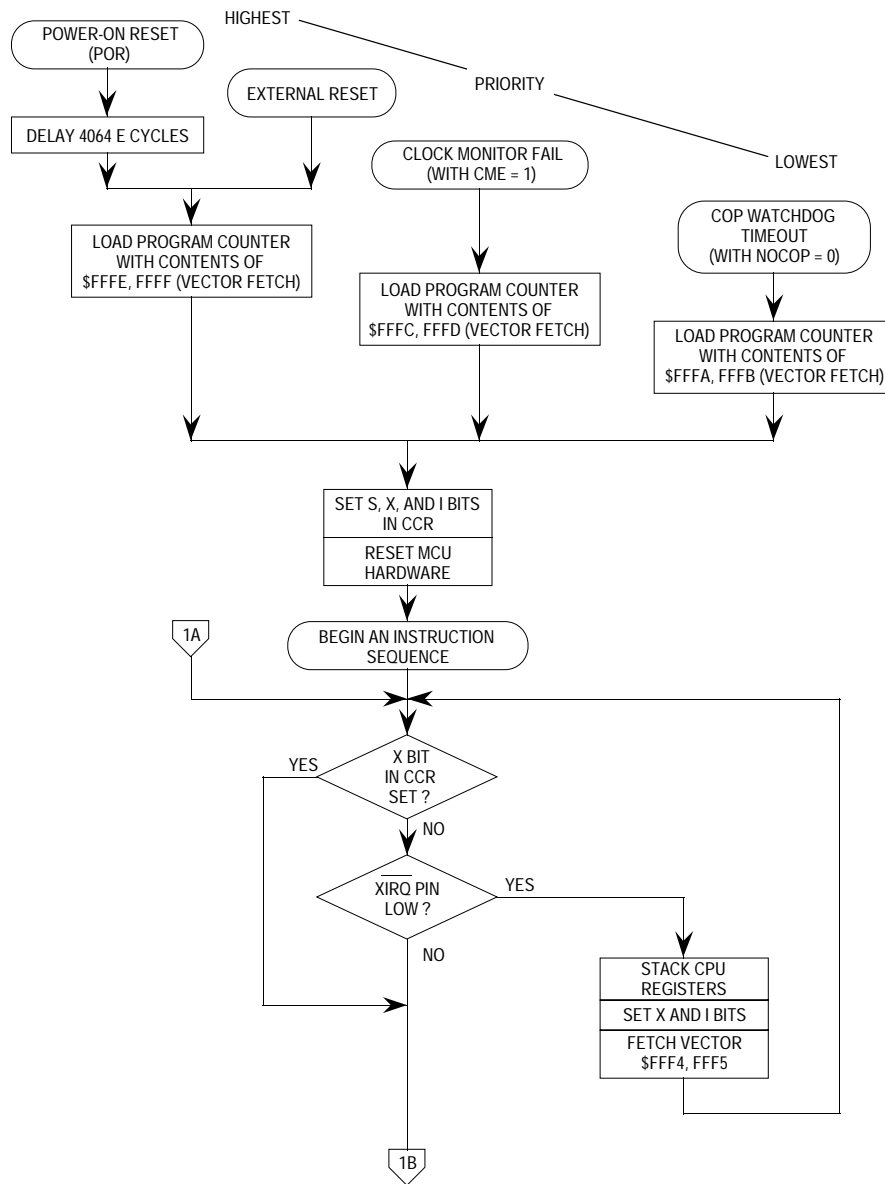 HIGHEST
POWER-ON RESET
(POR)
PRIORITY
EXTERNAL RESET
DELAY 4064 E CYCLES
CLOCK MONITOR FAIL
(WITH CME = 1)
LOWEST
COP WATCHDOG
TIMEOUT
(WITH NOCOP = 0)
LOAD PROGRAM COUNTER
WITH CONTENTS OF
$FFFE, FFFF (VECTOR FETCH)
LOAD PROGRAM COUNTER
WITH CONTENTS OF
$FFFC, FFFD (VECTOR FETCH)
LOAD PROGRAM COUNTER
WITH CONTENTS OF
$FFFA, FFFB (VECTOR FETCH)
SET S, X, AND I BITS
IN CCR
RESET MCU
HARDWARE
1A
BEGIN AN INSTRUCTION
SEQUENCE
YES
X BIT
IN CCR
SET ?
NO
XIRQ PIN
LOW ?
YES
NO
STACK CPU
REGISTERS
SET X AND I BITS
FETCH VECTOR
$FFF4, FFF5
1B